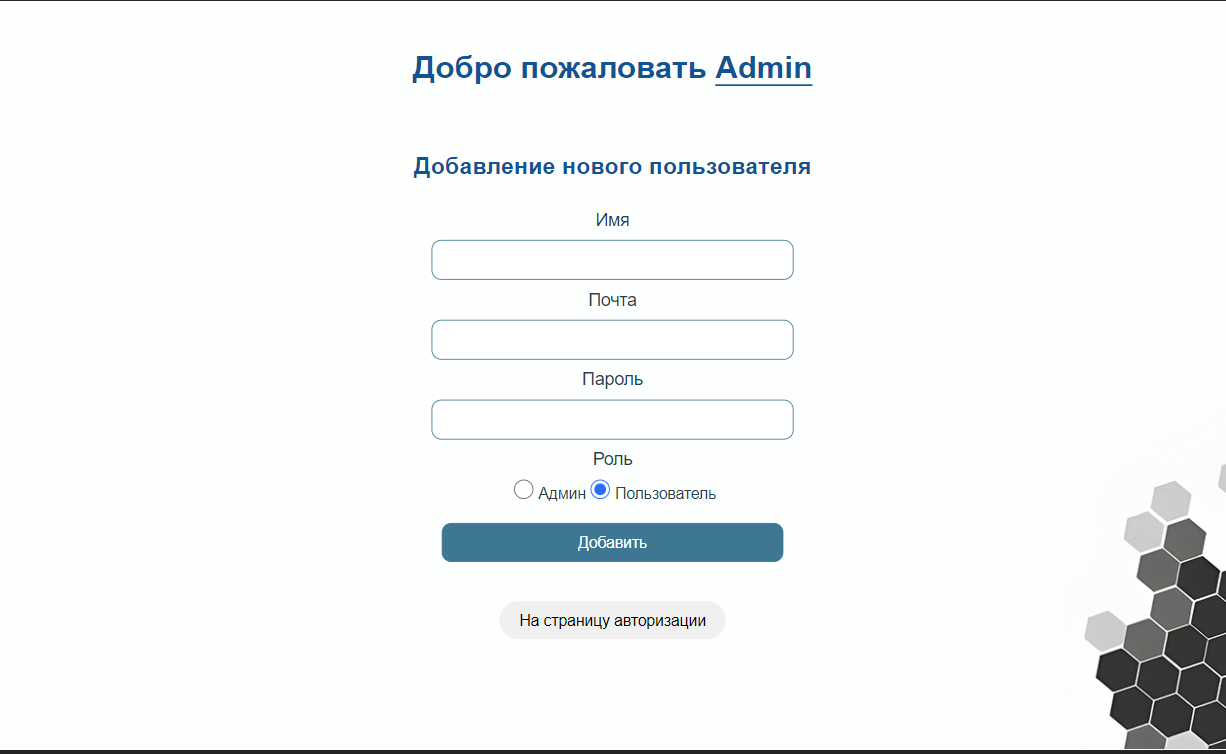 Добро пожаловать Admin
Добавление нового пользователя
Имя
Почта
Пароль
Роль
Админ Пользователь
Добавить
На страницу авторизации